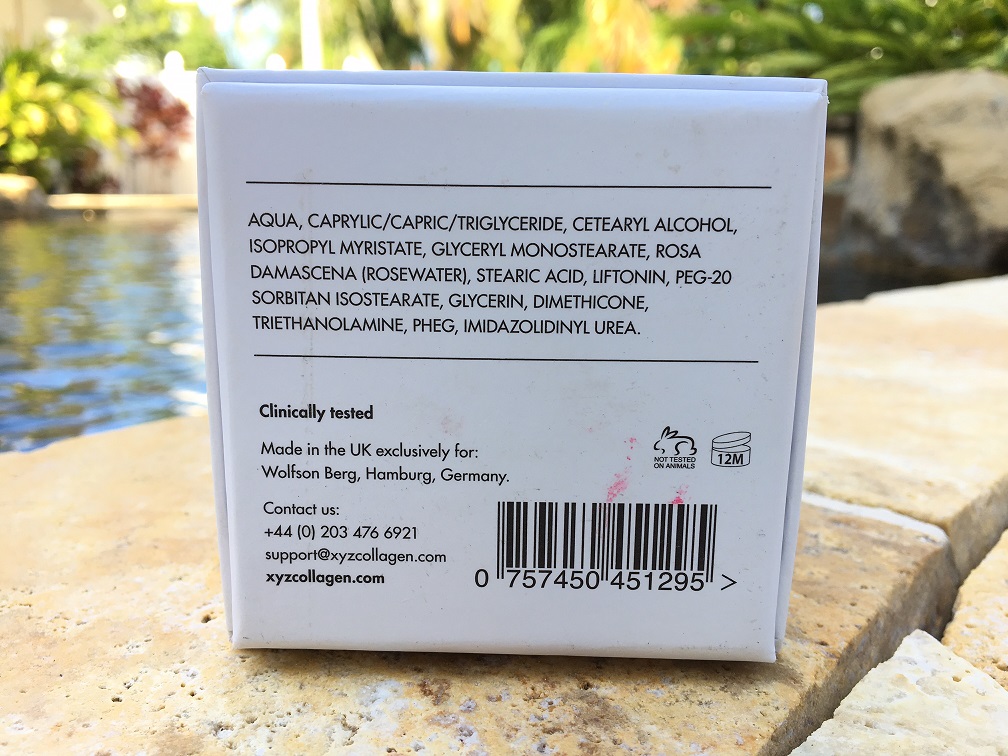 AQUA, CAPRYLIC/CAPRIC/TRIGLYCERIDE, CETEARYL ALCOHOL,
ISOPROPYL MYRISTATE, GLYCERYL MONOSTEARATE, ROSA
DAMASCENA (ROSEWATER), STEARIC ACID, LIFTONIN, PEG-20
SORBITAN ISOSTEARATE, GLYCERIN, DIMETHICONE,
TRIETHANOLAMINE, PHEG, IMIDAZOLIDINYL UREA.
Clinically tested
Made in the UK exclusively for:
Wolfson Berg, Hamburg, Germany.
NOT TESTED
ON ANIMALS
12M
Contact us:
+44 (0) 203 476 6921
support@xyzcollagen.com
xyzcollagen.com
0 757450 451295 >